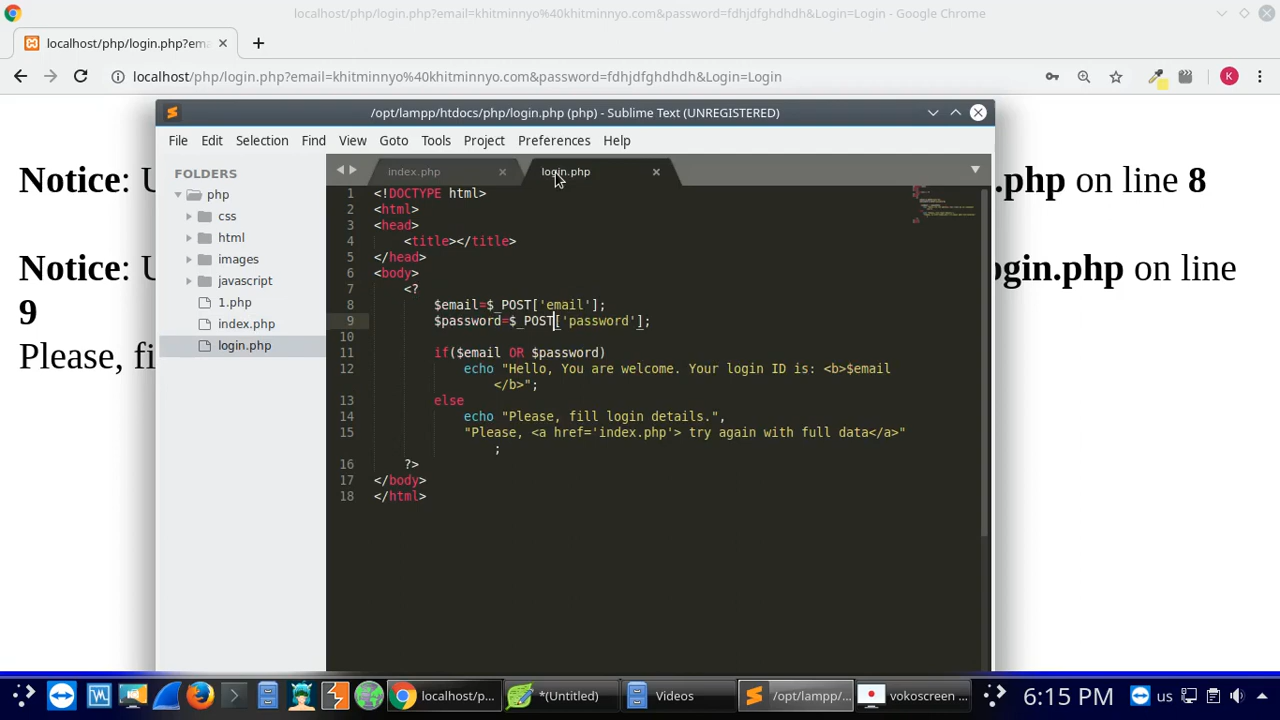 localhost/php/login.php?email=khitminnyo%40khitminnyo.com&password=fdhjdfghdhdh&Login=Login - Google Chrome
localhost/php/login.php?ema
localhost/php/login.php?email=khitminnyo%40khitminnyo.com&password=fdhjdfghdhdh&Login=Login
K
/opt/lampp/htdocs/php/login.php (php) - Sublime Text (UNREGISTERED)
File Edit Selection Find View Goto Tools Project Preferences Help
FOLDERS
php
css
html
images
javascript
1.php
index.php
login.php
index.php login.php
1 <!DOCTYPE html>
2 <html>
3 <head>
4 <title></title>
5 </head>
6 <body>
7 <?
8 $email=$_POST['email'];
9 $password=$_POST['password'];
10
11 if($email OR $password)
12 echo "Hello, You are welcome. Your login ID is: <b>$email
</b>";
13 else
14 echo "Please, fill login details.",
15 "Please, <a href='index.php'> try again with full data</a>"
;
16 ?>
17 </body>
18 </html>
Notice: U .php on line 8
Notice: U ogin.php on line
9
Please, fi
localhost/p... *(Untitled) Videos /opt/lampp/... vokoscreen ... 6:15 PM us